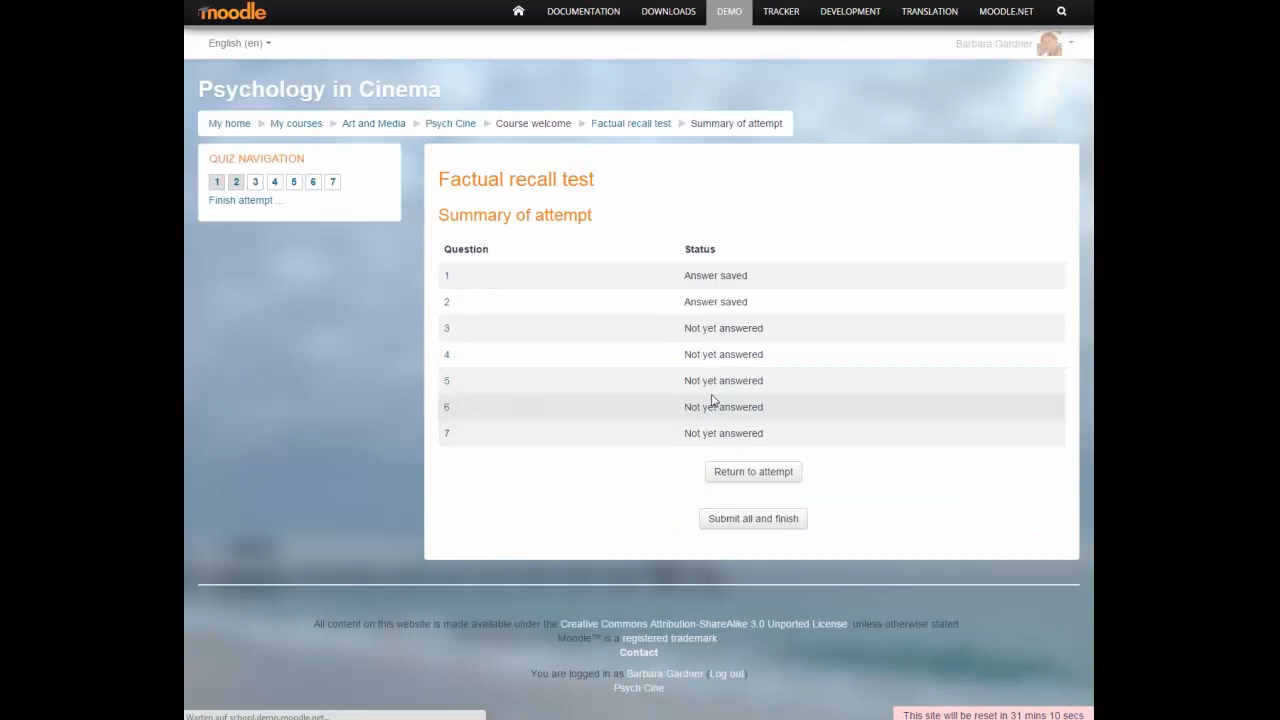 moodle
DOCUMENTATION DOWNLOADS DEMO TRACKER DEVELOPMENT TRANSLATION MOODLE.NET
English (en)
Barbara Gardner
Psychology in Cinema
My home My courses Art and Media Psych Cine Course welcome Factual recall test Summary of attempt
QUIZ NAVIGATION
1 2 3 4 5 6 7
Finish attempt ...
Factual recall test
Summary of attempt
Question Status
1 Answer saved
2 Answer saved
3 Not yet answered
4 Not yet answered
5 Not yet answered
6 Not yet answered
7 Not yet answered
Return to attempt
Submit all and finish
All content on this website is made available under the Creative Commons Attribution-ShareAlike 3.0 Unported License, unless otherwise stated.
Moodle™ is a registered trademark.
Contact
You are logged in as Barbara Gardner (Log out)
Psych Cine
Warten auf school.demo.moodle.net...
This site will be reset in 31 mins 10 secs